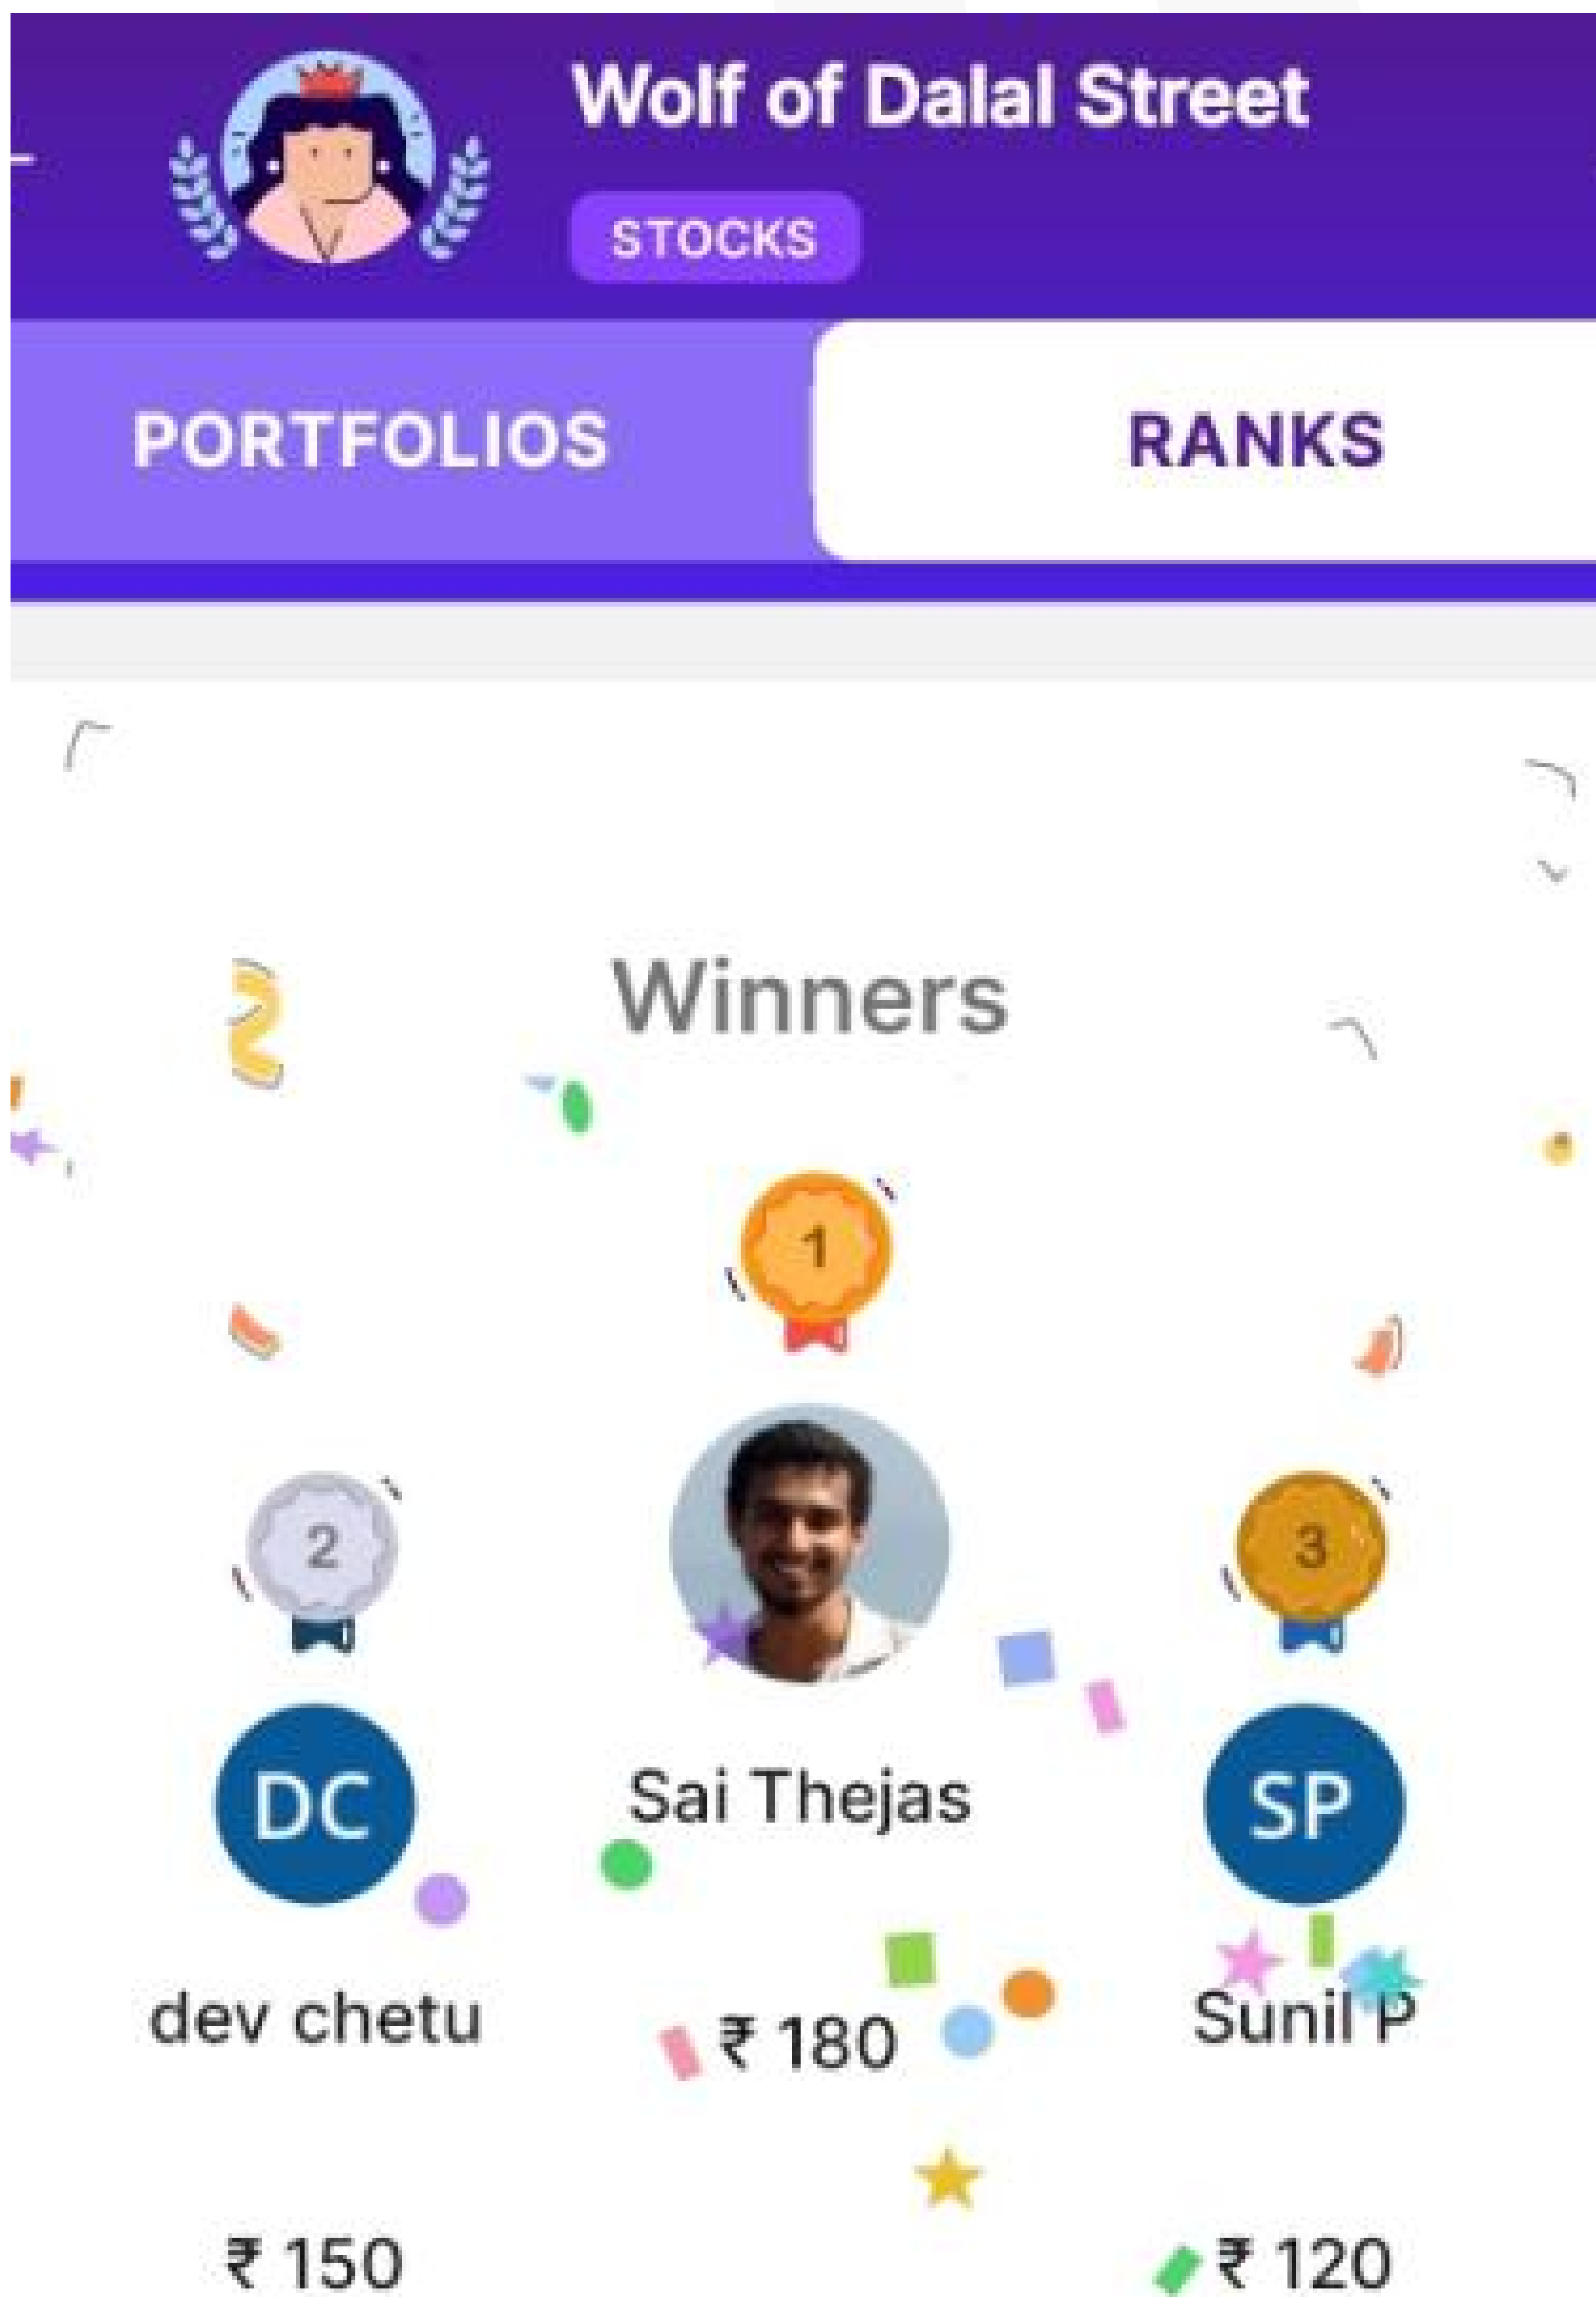 Wolf of Dalal Street
STOCKS
PORTFOLIOS
RANKS
Winners
1
2
3
DC
Sai Thejas
SP
dev chetu
₹ 180
Sunil P
₹ 150
₹ 120